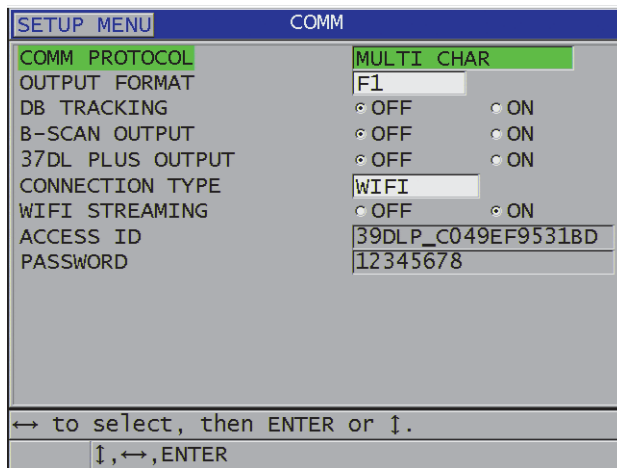 SETUP MENU COMM
COMM PROTOCOL MULTI CHAR
OUTPUT FORMAT F1
DB TRACKING OFF ON
B-SCAN OUTPUT OFF ON
37DL PLUS OUTPUT OFF ON
CONNECTION TYPE WIFI
WIFI STREAMING OFF ON
ACCESS ID 39DLP_C049EF9531BD
PASSWORD 12345678
↔ to select, then ENTER or ↕.
↕,↔,ENTER